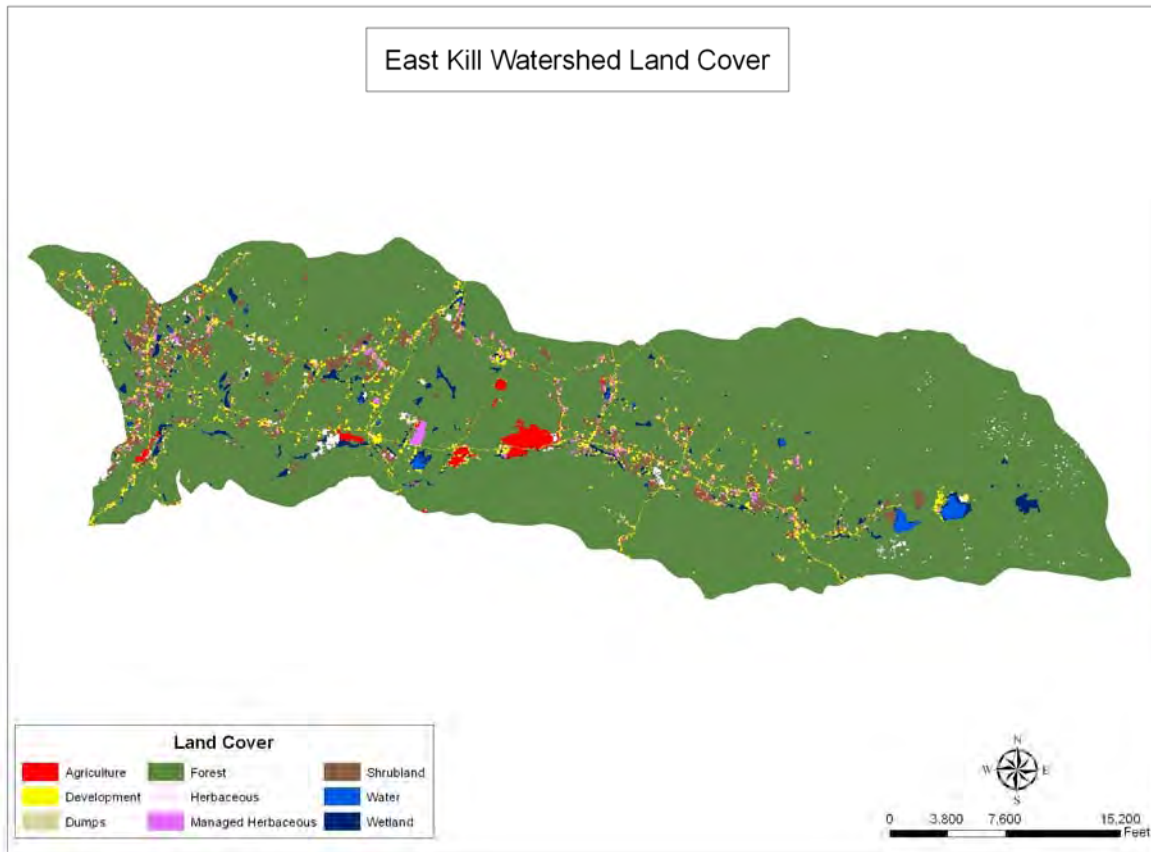 East Kill Watershed Land Cover
Land Cover
Agriculture
Forest
Shrubland
Development
Herbaceous
Water
Dumps
Managed Herbaceous
Wetland
N
W E
S
0 3,800 7,600 15,200
Feet